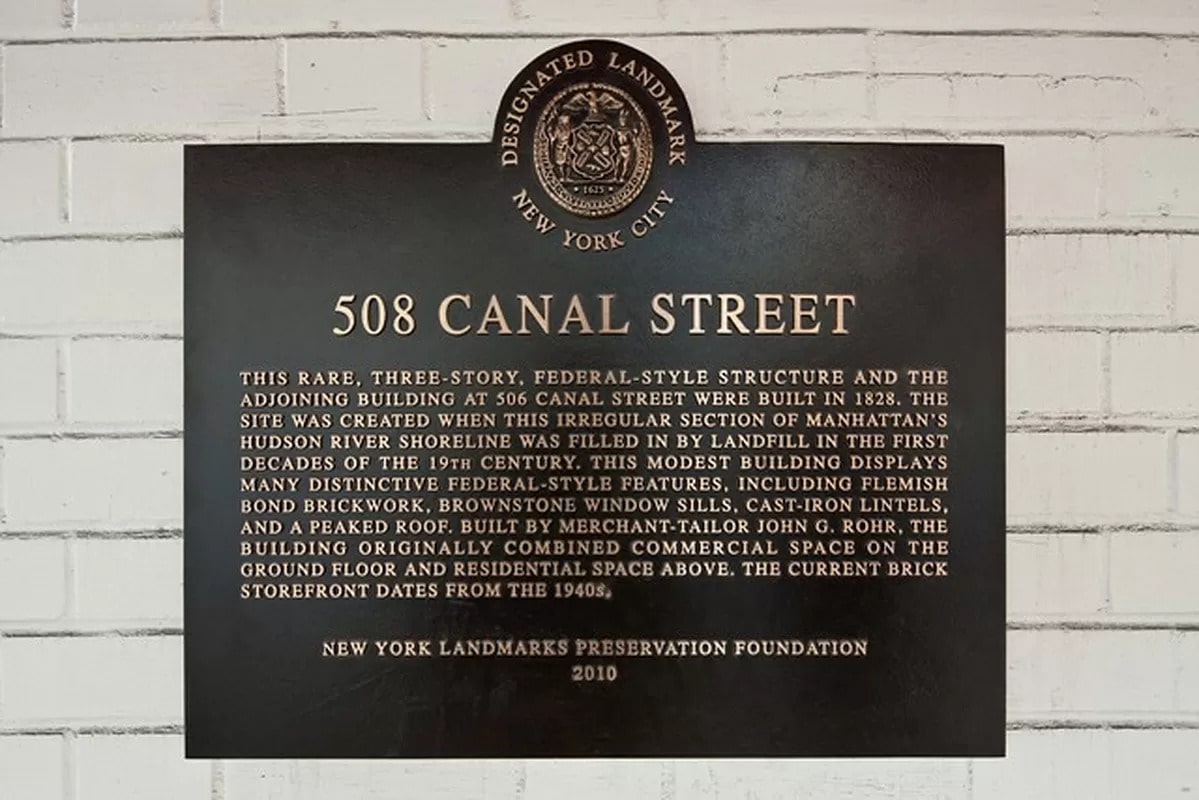 DESIGNATED LANDMARK
1625
NEW YORK CITY
508 CANAL STREET
THIS RARE, THREE-STORY, FEDERAL-STYLE STRUCTURE AND THE
ADJOINING BUILDING AT 506 CANAL STREET WERE BUILT IN 1828. THE
SITE WAS CREATED WHEN THIS IRREGULAR SECTION OF MANHATTAN'S
HUDSON RIVER SHORELINE WAS FILLED IN BY LANDFILL IN THE FIRST
DECADES OF THE 19TH CENTURY. THIS MODEST BUILDING DISPLAYS
MANY DISTINCTIVE FEDERAL-STYLE FEATURES, INCLUDING FLEMISH
BOND BRICKWORK, BROWNSTONE WINDOW SILLS, CAST-IRON LINTELS,
AND A PEAKED ROOF. BUILT BY MERCHANT-TAILOR JOHN G. ROHR, THE
BUILDING ORIGINALLY COMBINED COMMERCIAL SPACE ON THE
GROUND FLOOR AND RESIDENTIAL SPACE ABOVE. THE CURRENT BRICK
STOREFRONT DATES FROM THE 1940s.
NEW YORK LANDMARKS PRESERVATION FOUNDATION
2010